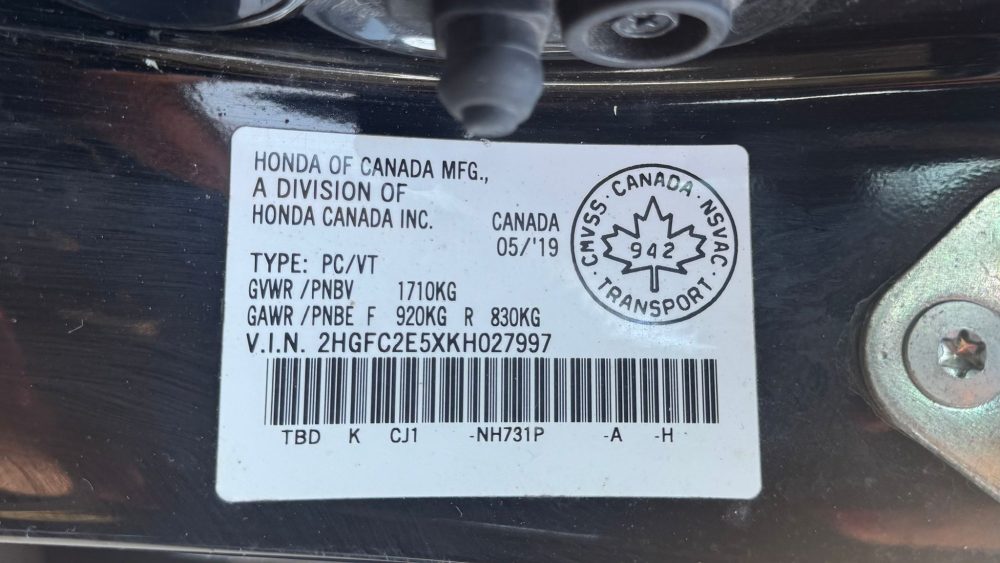 HONDA OF CANADA MFG.,
A DIVISION OF
HONDA CANADA INC.
CANADA
05/'19
CMVSS · CANADA · NSVAC · TRANSPORT ·
942
TYPE: PC/VT
GVWR /PNBV 1710KG
GAWR /PNBE F 920KG R 830KG
V.I.N. 2HGFC2E5XKH027997
TBD K CJ1 -NH731P -A -H-